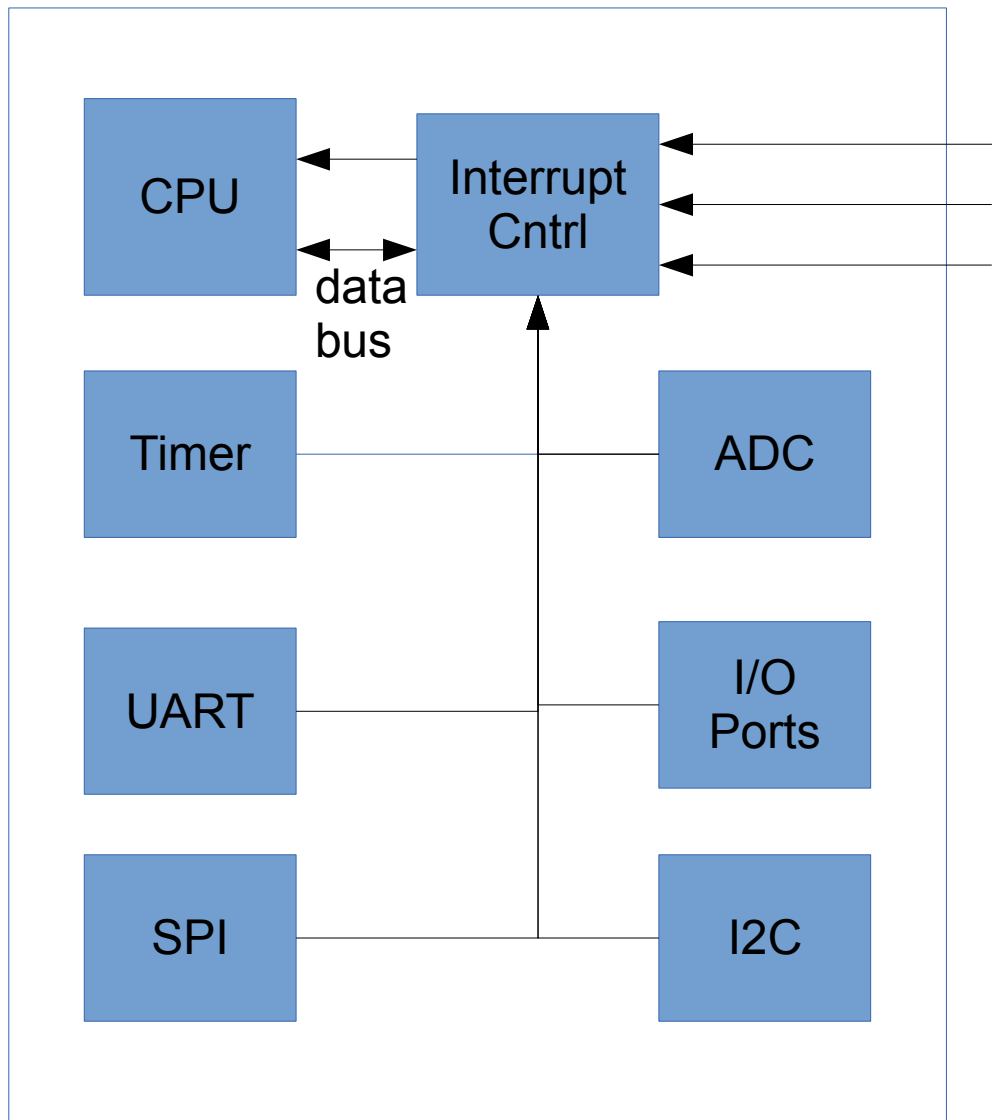 CPU
Interrupt
Cntrl
data
bus
Timer
ADC
UART
I/O
Ports
SPI
I2C